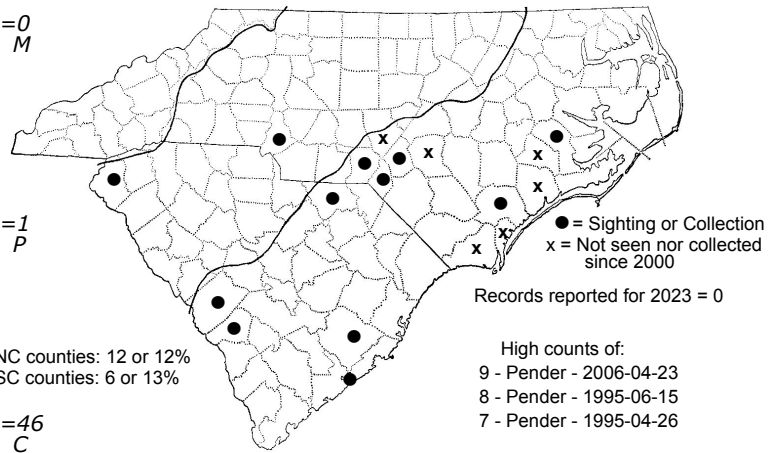 =0
M
=1
P
● = Sighting or Collection
x = Not seen nor collected
since 2000
Records reported for 2023 = 0
NC counties: 12 or 12%
SC counties: 6 or 13%
High counts of:
9 - Pender - 2006-04-23
8 - Pender - 1995-06-15
7 - Pender - 1995-04-26
=46
C